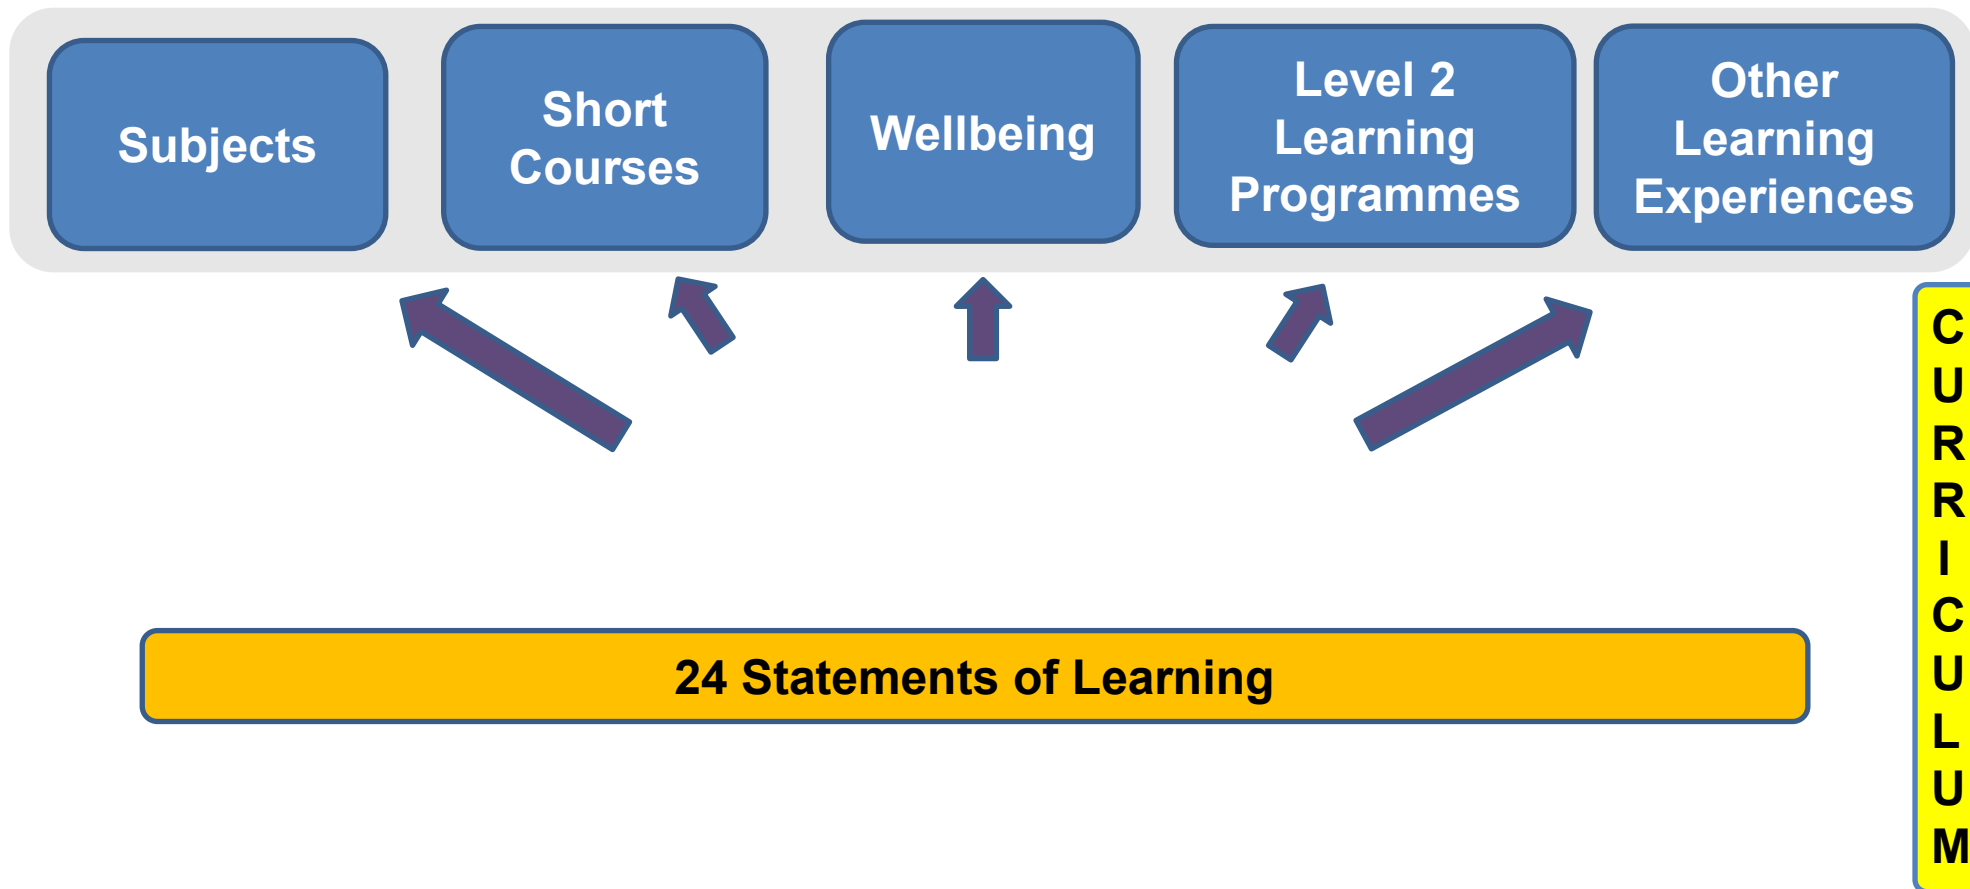 Subjects
Short
Courses
Wellbeing
Level 2
Learning
Programmes
Other
Learning
Experiences
24 Statements of Learning
C
U
R
R
I
C
U
L
U
M